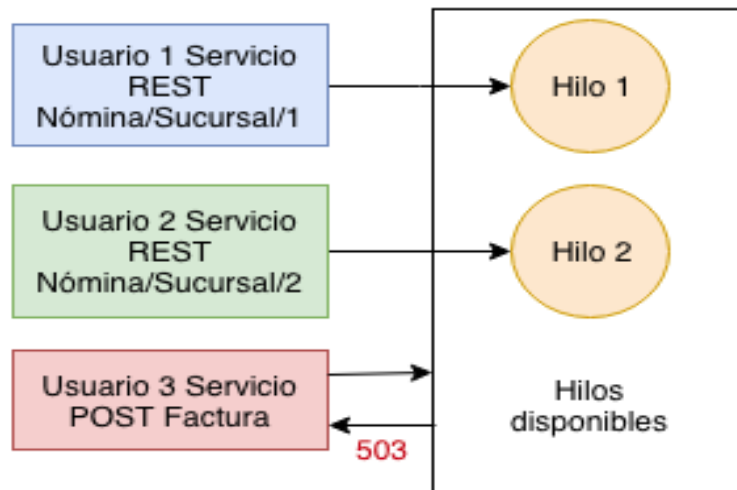 Usuario 1 Servicio
REST
Nómina/Sucursal/1
Hilo 1
Usuario 2 Servicio
REST
Nómina/Sucursal/2
Hilo 2
Usuario 3 Servicio
POST Factura
503
Hilos
disponibles